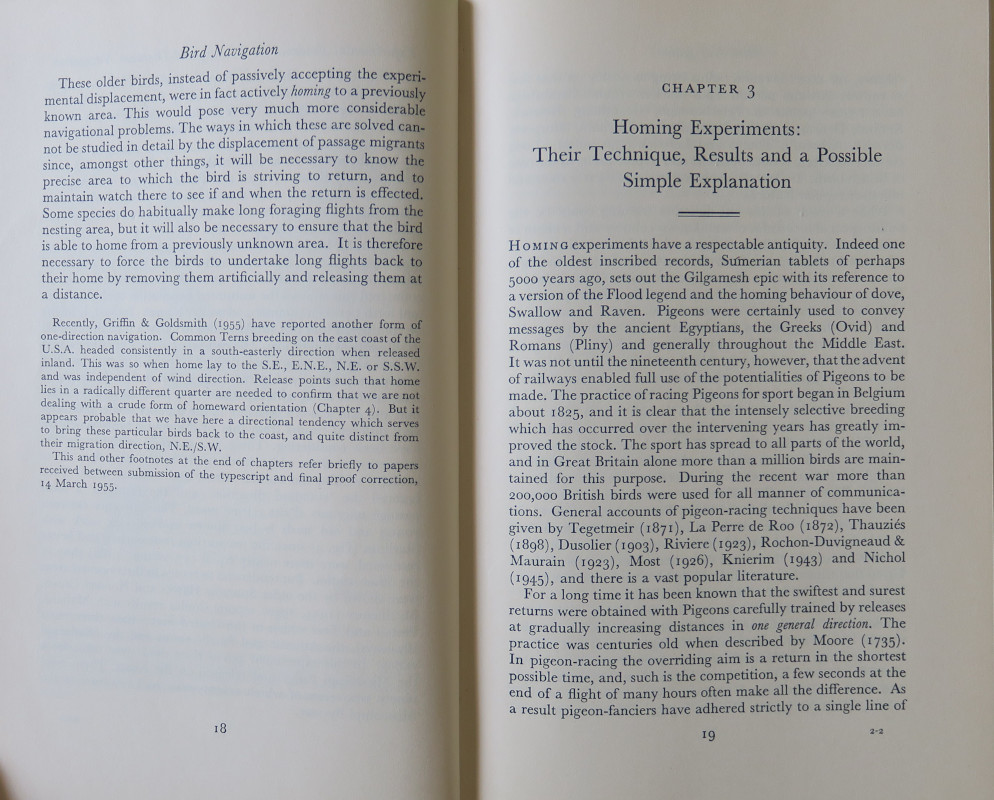 Bird Navigation
These older birds, instead of passively accepting the experi-
mental displacement, were in fact actively homing to a previously
known area. This would pose very much more considerable
navigational problems. The ways in which these are solved can-
not be studied in detail by the displacement of passage migrants
since, amongst other things, it will be necessary to know the
precise area to which the bird is striving to return, and to
maintain watch there to see if and when the return is effected.
Some species do habitually make long foraging flights from the
nesting area, but it will also be necessary to ensure that the bird
is able to home from a previously unknown area. It is therefore
necessary to force the birds to undertake long flights back to
their home by removing them artificially and releasing them at
a distance.
Recently, Griffin & Goldsmith (1955) have reported another form of
one-direction navigation. Common Terns breeding on the east coast of the
U.S.A. headed consistently in a south-easterly direction when released
inland. This was so when home lay to the S.E., E.N.E., N.E. or S.S.W.
and was independent of wind direction. Release points such that home
lies in a radically different quarter are needed to confirm that we are not
dealing with a crude form of homeward orientation (Chapter 4). But it
appears probable that we have here a directional tendency which serves
to bring these particular birds back to the coast, and quite distinct from
their migration direction, N.E./S.W.
This and other footnotes at the end of chapters refer briefly to papers
received between submission of the typescript and final proof correction,
14 March 1955.
18
CHAPTER 3
Homing Experiments:
Their Technique, Results and a Possible
Simple Explanation
HOMING experiments have a respectable antiquity. Indeed one
of the oldest inscribed records, Sumerian tablets of perhaps
5000 years ago, sets out the Gilgamesh epic with its reference to
a version of the Flood legend and the homing behaviour of dove,
Swallow and Raven. Pigeons were certainly used to convey
messages by the ancient Egyptians, the Greeks (Ovid) and
Romans (Pliny) and generally throughout the Middle East.
It was not until the nineteenth century, however, that the advent
of railways enabled full use of the potentialities of Pigeons to be
made. The practice of racing Pigeons for sport began in Belgium
about 1825, and it is clear that the intensely selective breeding
which has occurred over the intervening years has greatly im-
proved the stock. The sport has spread to all parts of the world,
and in Great Britain alone more than a million birds are main-
tained for this purpose. During the recent war more than
200,000 British birds were used for all manner of communica-
tions. General accounts of pigeon-racing techniques have been
given by Tegetmeir (1871), La Perre de Roo (1872), Thauziés
(1898), Dusolier (1903), Riviere (1923), Rochon-Duvigneaud &
Maurain (1923), Most (1926), Knierim (1943) and Nichol
(1945), and there is a vast popular literature.
For a long time it has been known that the swiftest and surest
returns were obtained with Pigeons carefully trained by releases
at gradually increasing distances in one general direction. The
practice was centuries old when described by Moore (1735).
In pigeon-racing the overriding aim is a return in the shortest
possible time, and, such is the competition, a few seconds at the
end of a flight of many hours often make all the difference. As
a result pigeon-fanciers have adhered strictly to a single line of
19
2-2